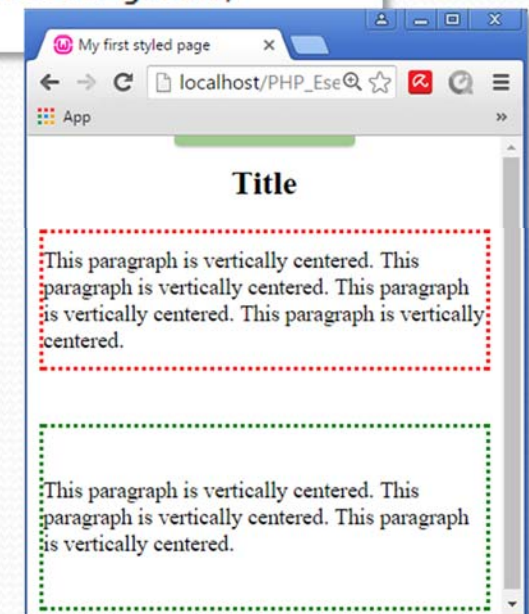 My first styled page
localhost/PHP_Ese
App
Title
This paragraph is vertically centered. This
paragraph is vertically centered. This paragraph
is vertically centered. This paragraph is vertically
centered.
This paragraph is vertically centered. This
paragraph is vertically centered. This paragraph
is vertically centered.